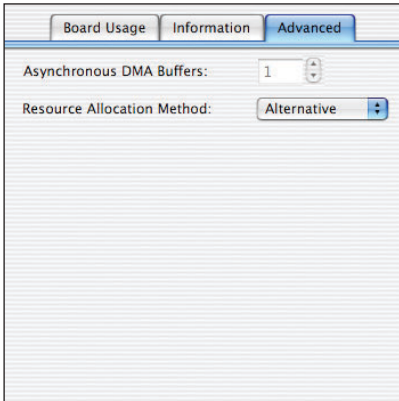 Board Usage Information Advanced
Asynchronous DMA Buffers: 1
Resource Allocation Method: Alternative